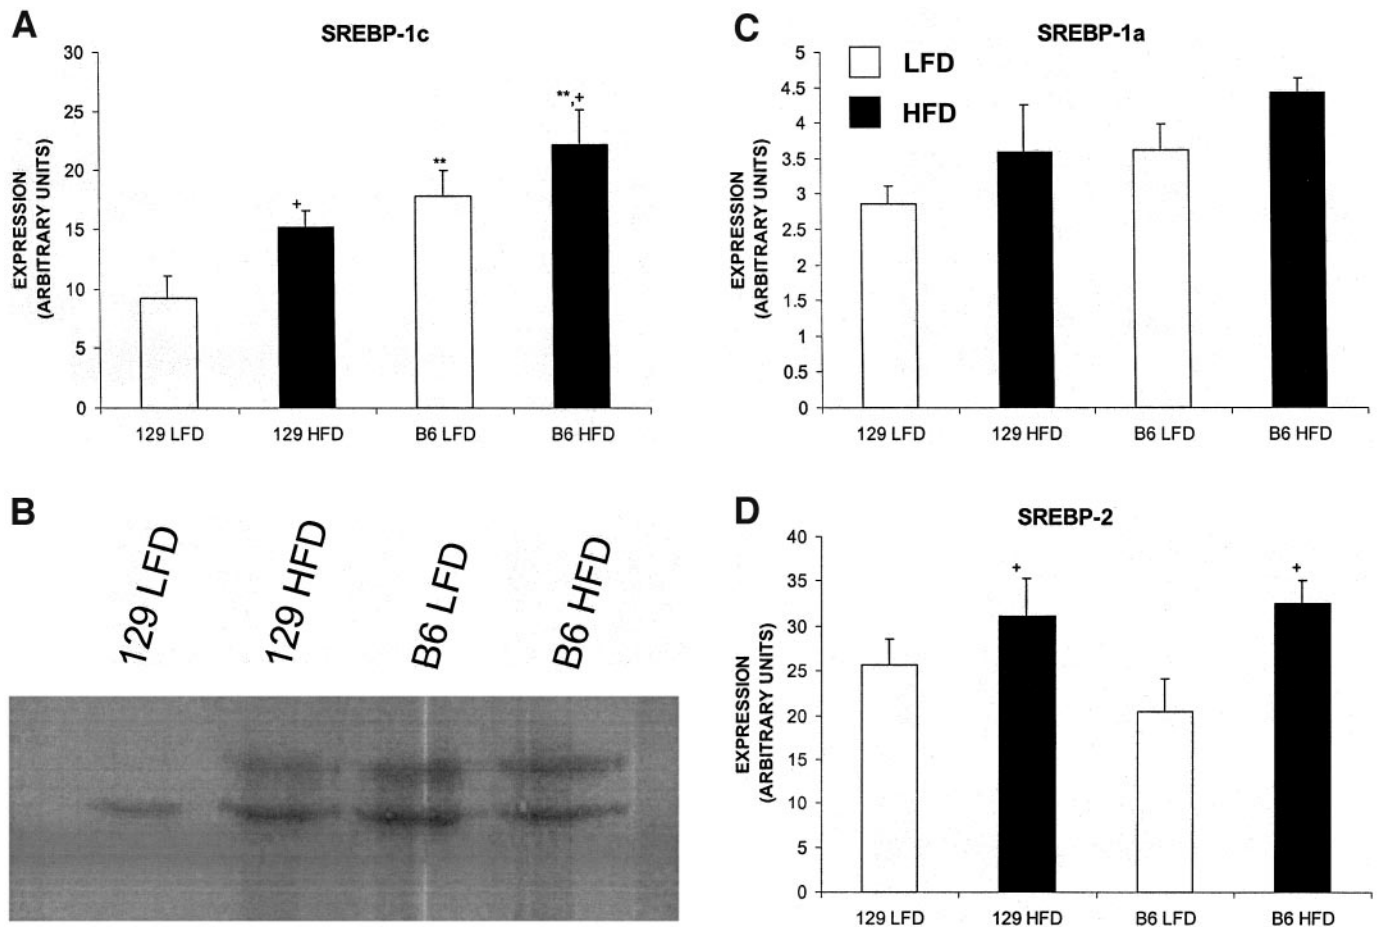 A
SREBP-1c
EXPRESSION
(ARBITRARY UNITS)
30
25
20
15
10
5
0
+
**
**,+
129 LFD 129 HFD B6 LFD B6 HFD
B
129 LFD 129 HFD B6 LFD B6 HFD
C
SREBP-1a
LFD
HFD
EXPRESSION
(ARBITRARY UNITS)
5
4.5
4
3.5
3
2.5
2
1.5
1
0.5
0
129 LFD 129 HFD B6 LFD B6 HFD
D
SREBP-2
EXPRESSION
(ARBITRARY UNITS)
40
35
30
25
20
15
10
5
0
+ +
129 LFD 129 HFD B6 LFD B6 HFD